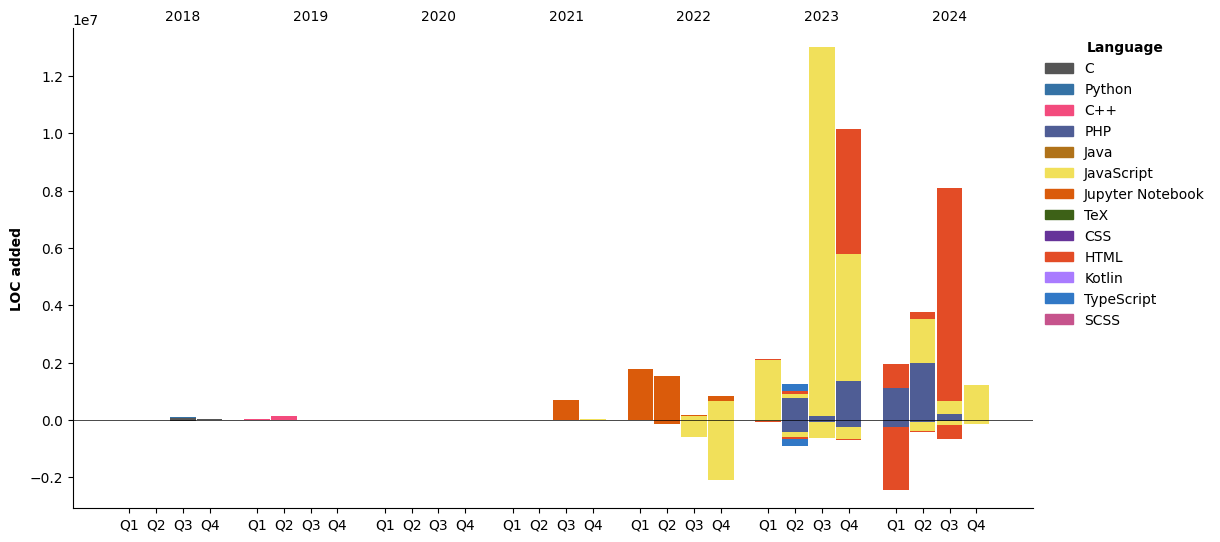 1e7
2018 2019 2020 2021 2022 2023 2024
LOC added
1.2
1.0
0.8
0.6
0.4
0.2
0.0
−0.2
Q1 Q2 Q3 Q4 Q1 Q2 Q3 Q4 Q1 Q2 Q3 Q4 Q1 Q2 Q3 Q4 Q1 Q2 Q3 Q4 Q1 Q2 Q3 Q4 Q1 Q2 Q3 Q4
Language
C
Python
C++
PHP
Java
JavaScript
Jupyter Notebook
TeX
CSS
HTML
Kotlin
TypeScript
SCSS